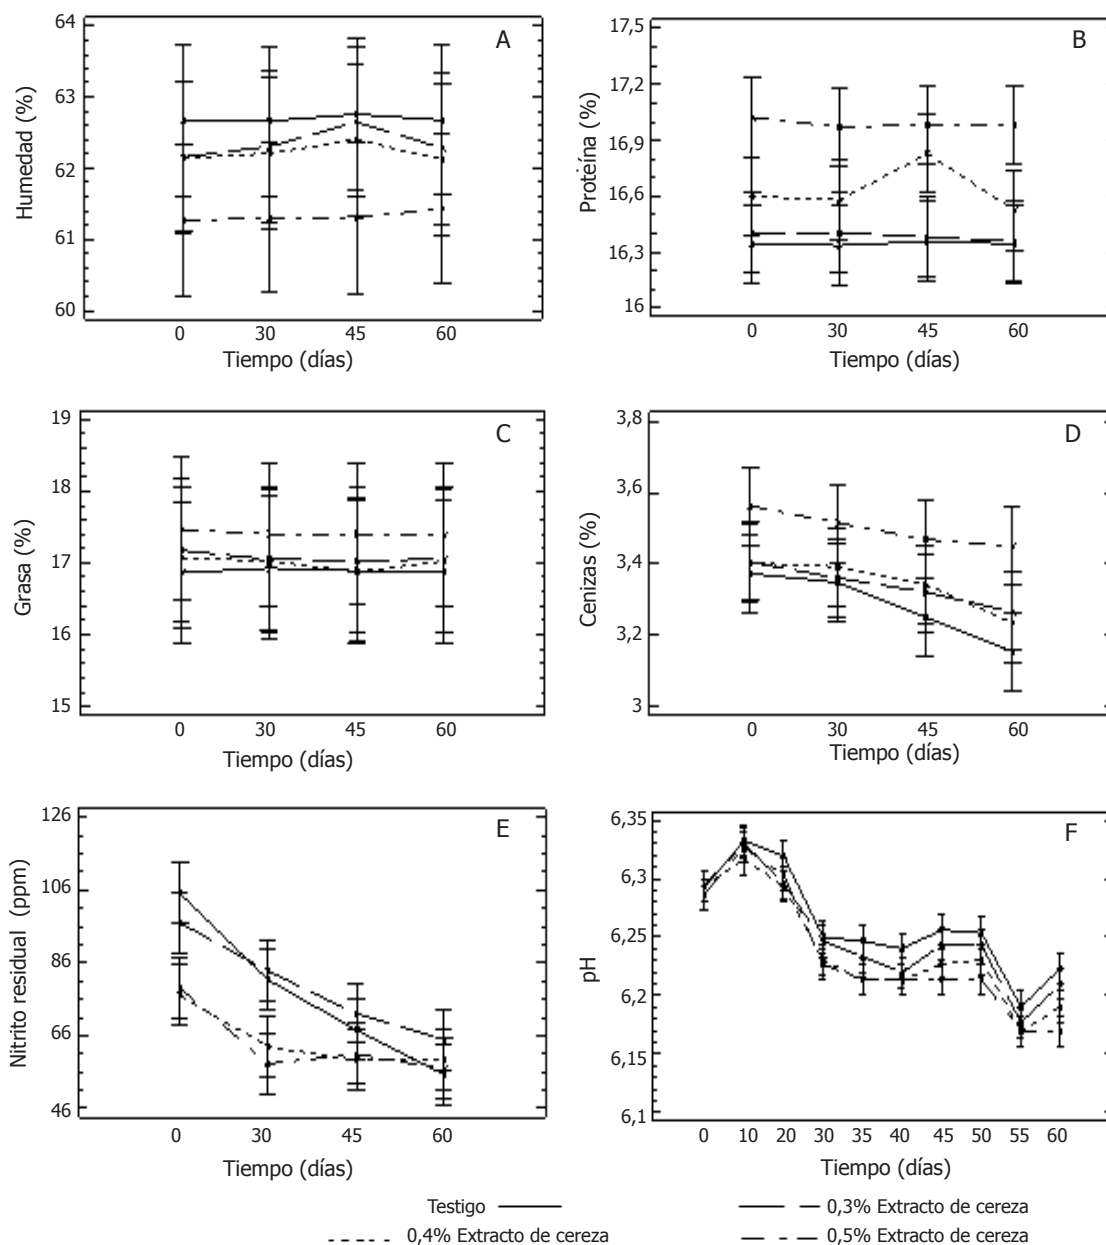 A
Humedad (%)
64
63
62
61
60
0 30 45 60
Tiempo (días)
B
Protéína (%)
17,5
17,2
16,9
16,6
16,3
16
0 30 45 60
Tiempo (días)
C
Grasa (%)
19
18
17
16
15
0 30 45 60
Tiempo (días)
D
Cenizas (%)
3,8
3,6
3,4
3,2
3
0 30 45 60
Tiempo (días)
E
Nitrito residual (ppm)
126
106
86
66
46
0 30 45 60
Tiempo (días)
F
pH
6,35
6,3
6,25
6,2
6,15
6,1
0 10 20 30 35 40 45 50 55 60
Tiempo (días)
Testigo
0,3% Extracto de cereza
0,4% Extracto de cereza
0,5% Extracto de cereza